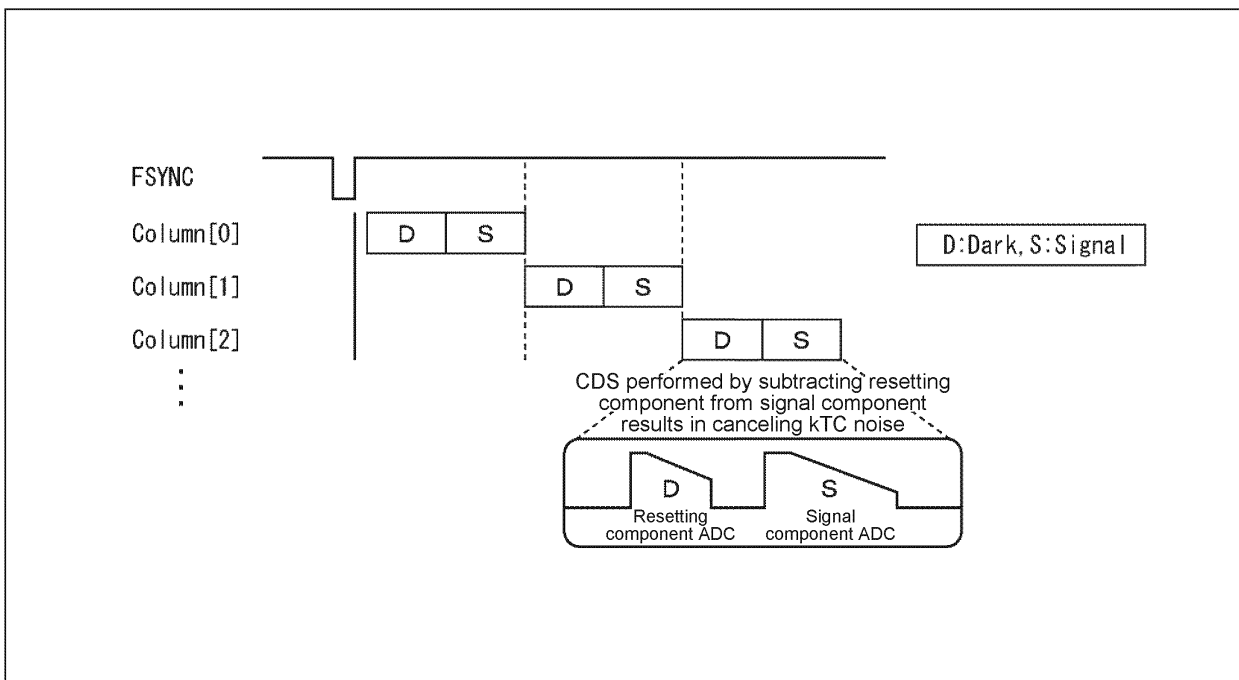 FSYNC
Column[0]
D
S
D:Dark, S:Signal
Column[1]
D
S
Column[2]
D
S
CDS performed by subtracting resetting
component from signal component
results in canceling kTC noise
D
S
Resetting
component ADC
Signal
component ADC